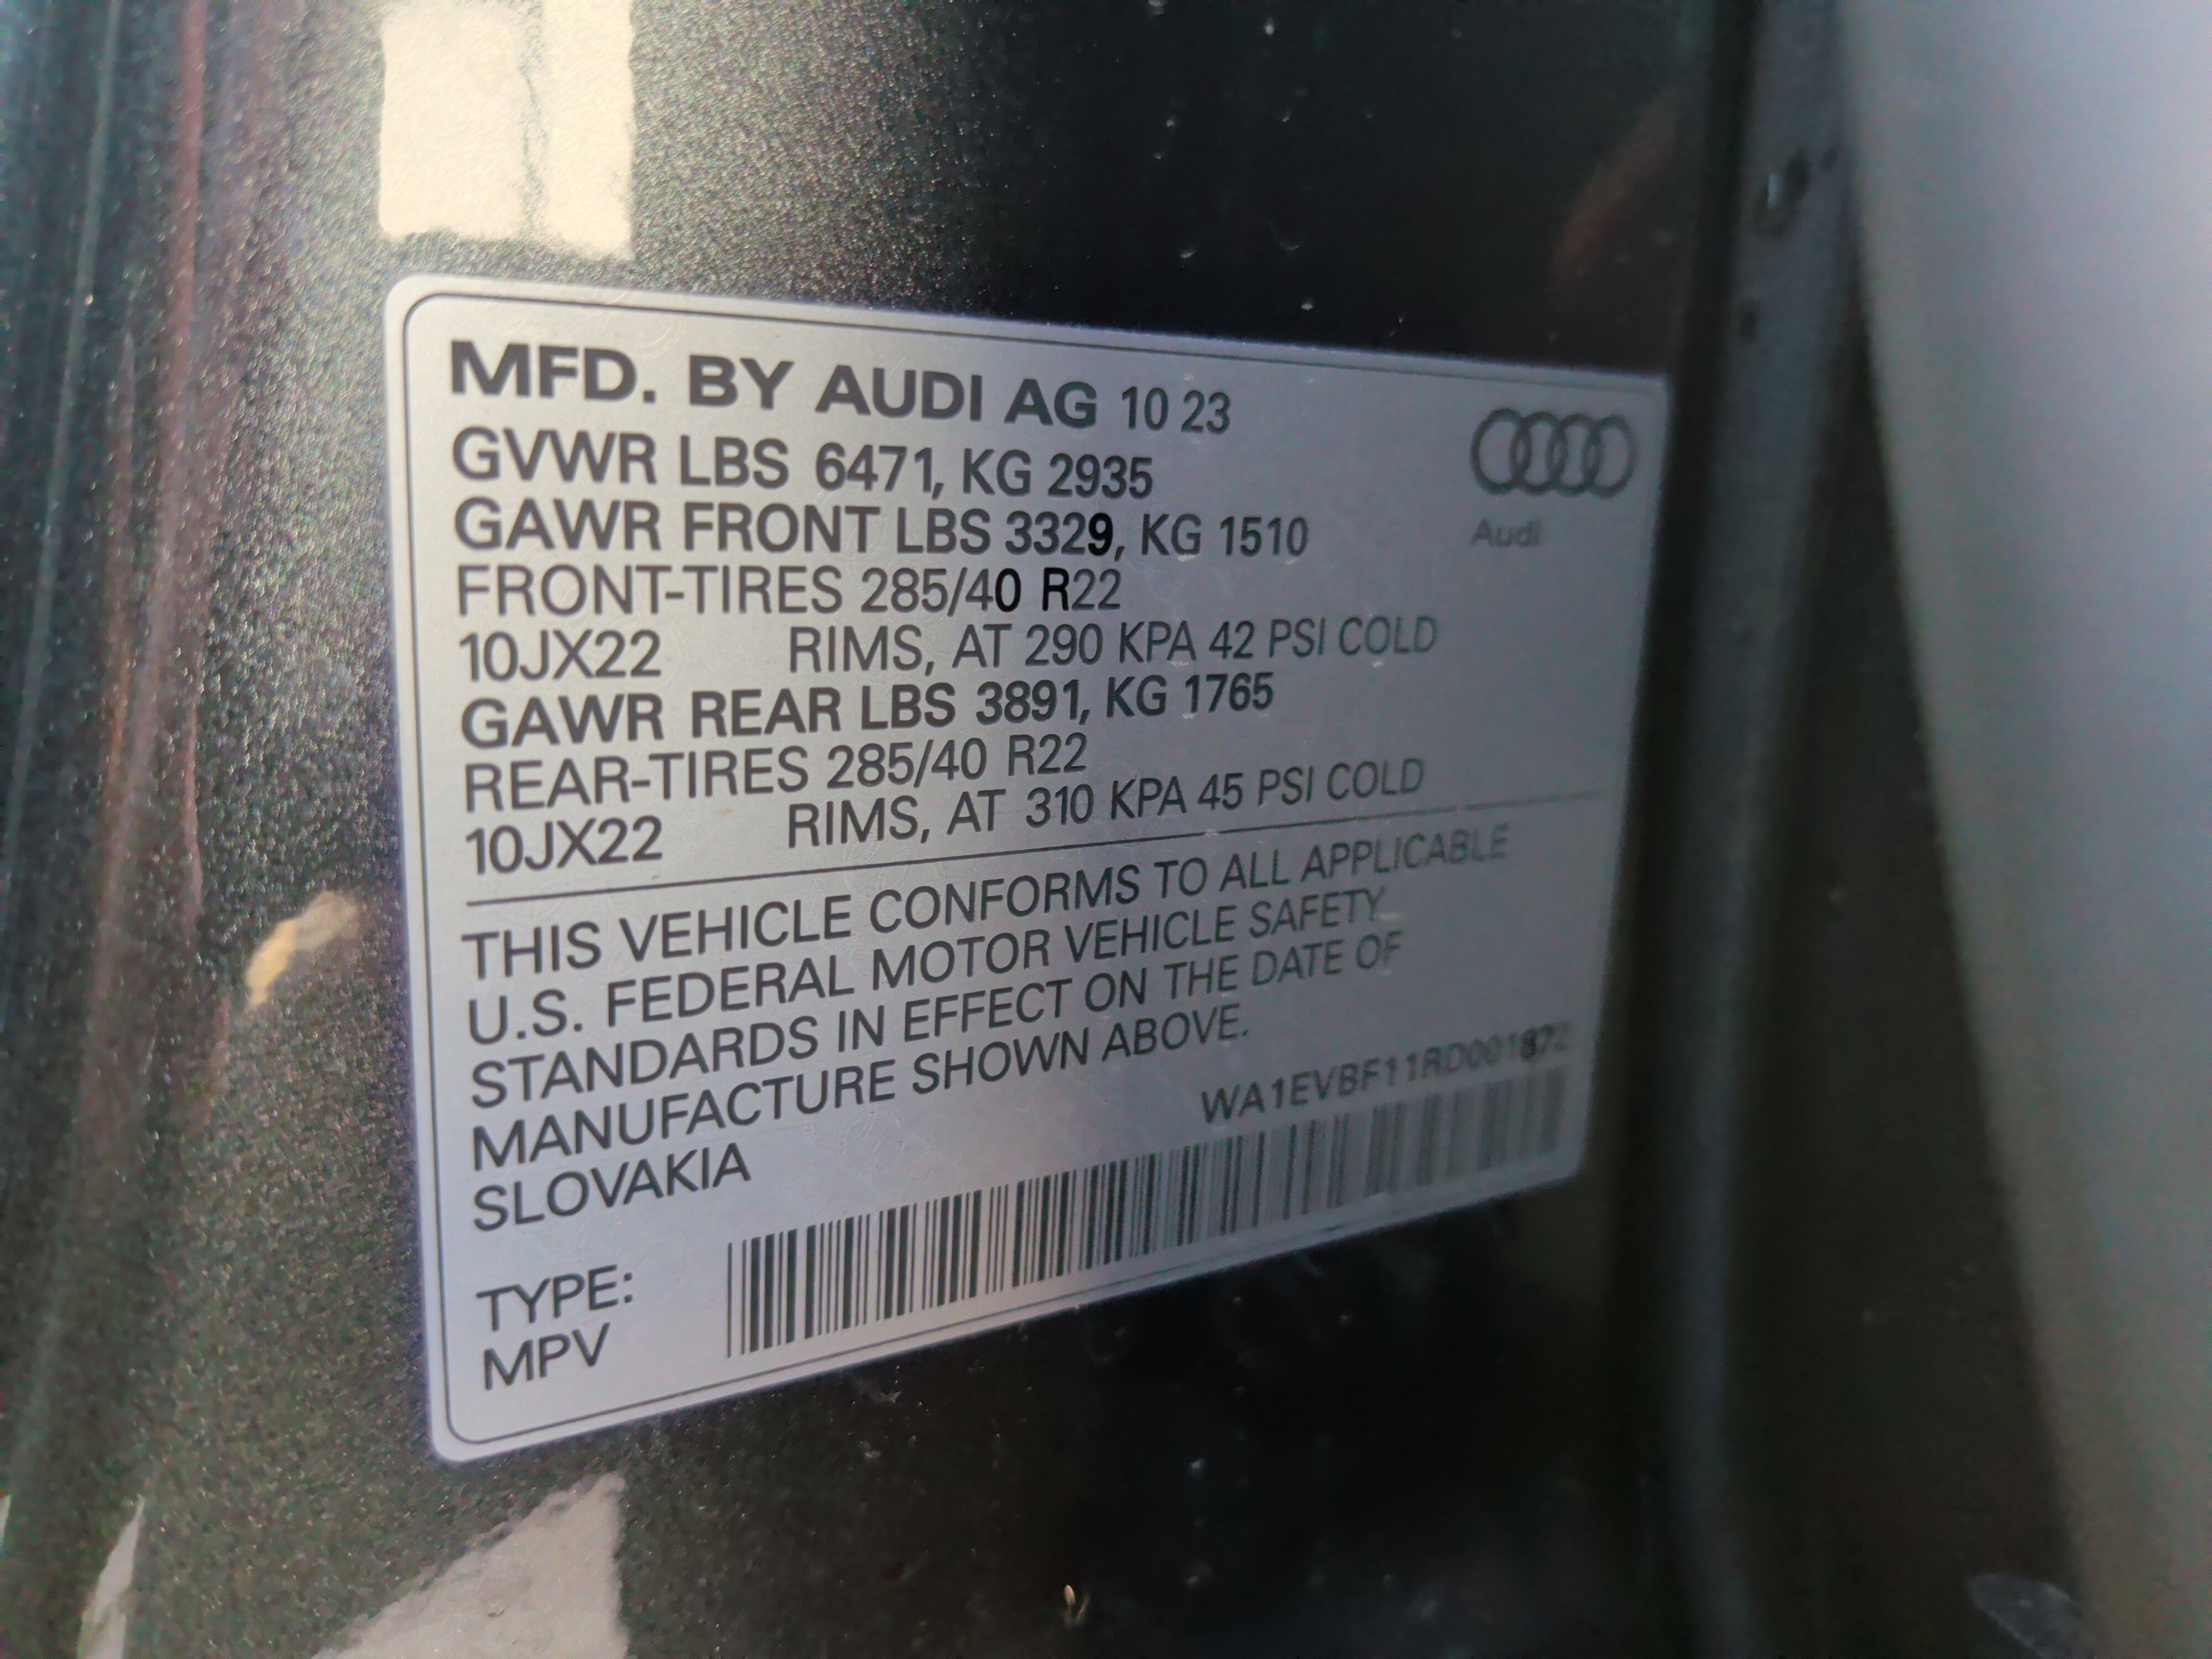 MFD. BY AUDI AG 10 23
GVWR LBS 6471, KG 2935
GAWR FRONT LBS 3329, KG 1510
FRONT-TIRES 285/40 R22
10JX22 RIMS, AT 290 KPA 42 PSI COLD
GAWR REAR LBS 3891, KG 1765
REAR-TIRES 285/40 R22
10JX22 RIMS, AT 310 KPA 45 PSI COLD
Audi
THIS VEHICLE CONFORMS TO ALL APPLICABLE
U.S. FEDERAL MOTOR VEHICLE SAFETY
STANDARDS IN EFFECT ON THE DATE OF
MANUFACTURE SHOWN ABOVE.
SLOVAKIA
TYPE:
MPV